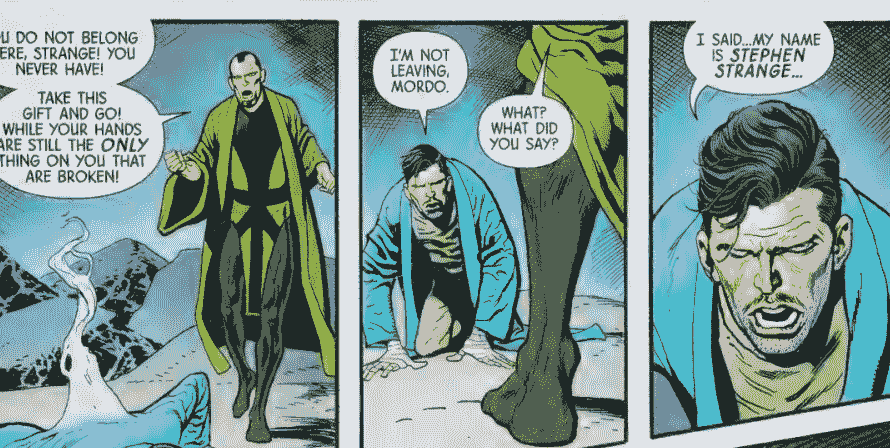 DO NOT BELONG
STRANGE! YOU
NEVER HAVE!
TAKE THIS
GIFT AND GO!
WHILE YOUR HANDS
ARE STILL THE ONLY
THING ON YOU THAT
ARE BROKEN!
I'M NOT
LEAVING,
MORDO.
WHAT?
WHAT DID
YOU SAY?
I SAID...MY NAME
IS STEPHEN
STRANGE...